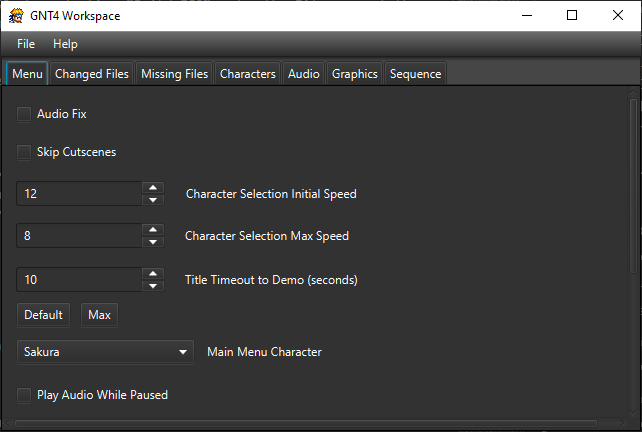 GNT4 Workspace
File Help
Menu Changed Files Missing Files Characters Audio Graphics Sequence
Audio Fix
Skip Cutscenes
12 Character Selection Initial Speed
8 Character Selection Max Speed
10 Title Timeout to Demo (seconds)
Default Max
Sakura Main Menu Character
Play Audio While Paused